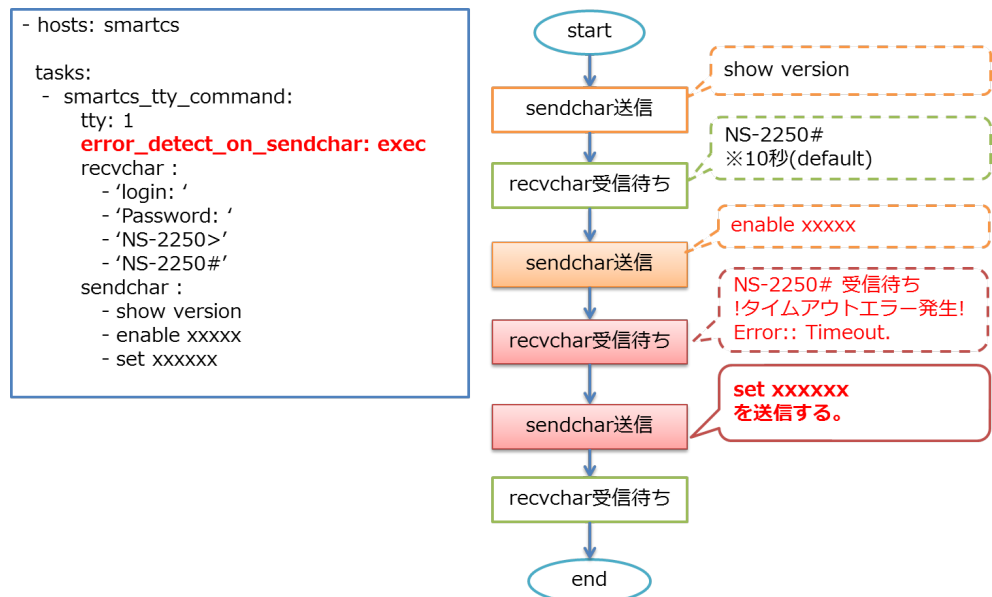 - hosts: smartcs
tasks:
- smartcs_tty_command:
tty: 1
error_detect_on_sendchar: exec
recvchar :
- ‘login: ‘
- ‘Password: ‘
- ‘NS-2250>’
- ‘NS-2250#’
sendchar :
- show version
- enable xxxxx
- set xxxxxx
start
sendchar送信
show version
recvchar受信待ち
NS-2250#
※10秒(default)
sendchar送信
enable xxxxx
recvchar受信待ち
NS-2250# 受信待ち
!タイムアウトエラー発生!
Error:: Timeout.
sendchar送信
set xxxxxx
を送信する。
recvchar受信待ち
end